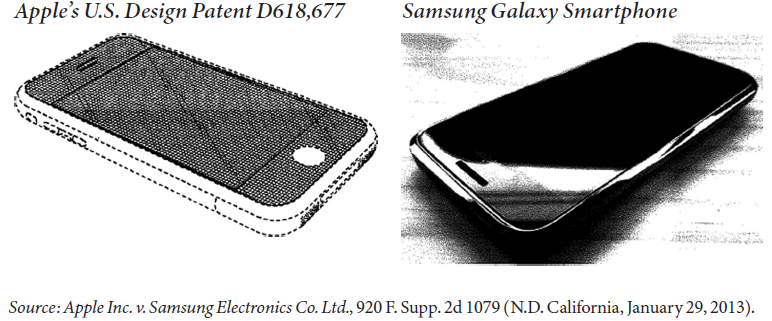 Apple's U.S. Design Patent D618,677
Samsung Galaxy Smartphone
Source: Apple Inc. v. Samsung Electronics Co. Ltd., 920 F. Supp. 2d 1079 (N.D. California, January 29, 2013).